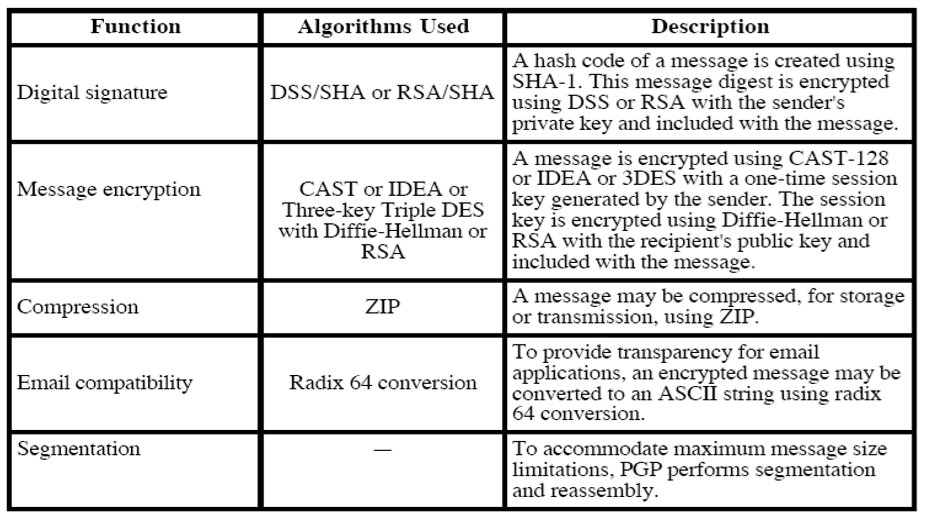 Function Algorithms Used Description
Digital signature
DSS/SHA or RSA/SHA
A hash code of a message is created using
SHA-1. This message digest is encrypted
using DSS or RSA with the sender's
private key and included with the message.
Message encryption
CAST or IDEA or
Three-key Triple DES
with Diffie-Hellman or
RSA
A message is encrypted using CAST-128
or IDEA or 3DES with a one-time session
key generated by the sender. The session
key is encrypted using Diffie-Hellman or
RSA with the recipient's public key and
included with the message.
Compression
ZIP
A message may be compressed, for storage
or transmission, using ZIP.
Email compatibility
Radix 64 conversion
To provide transparency for email
applications, an encrypted message may be
converted to an ASCII string using radix
64 conversion.
Segmentation
—
To accommodate maximum message size
limitations, PGP performs segmentation
and reassembly.